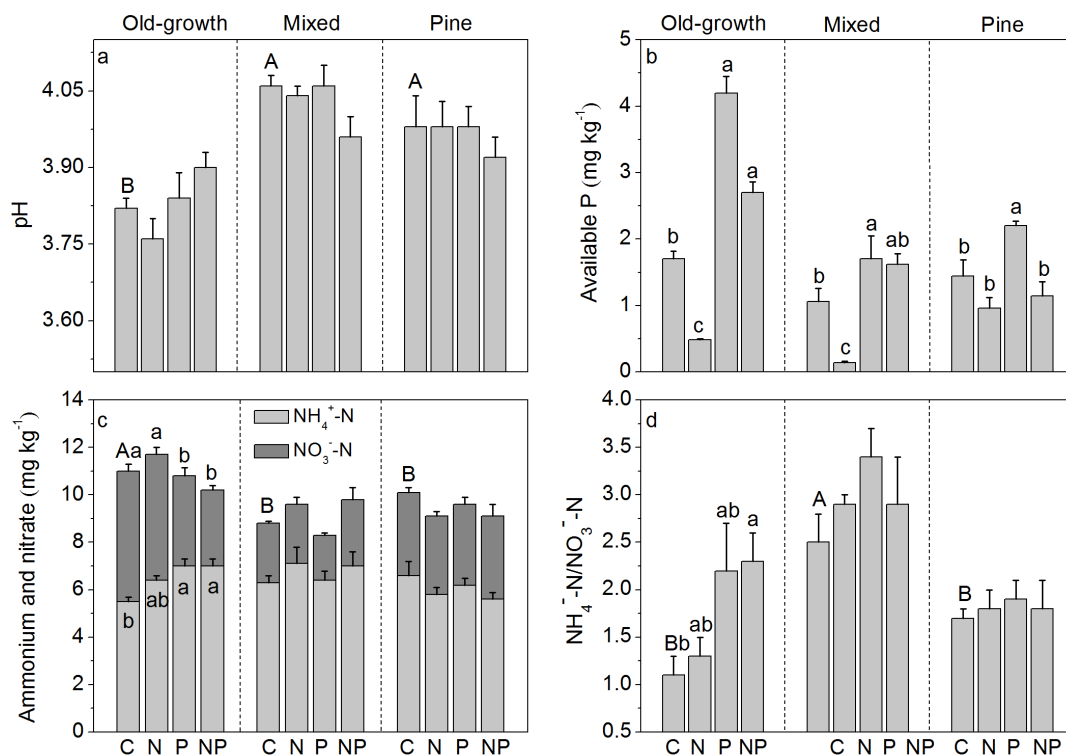 Old-growth Mixed Pine
a
A
A
B
4.05
3.90
3.75
3.60
pH
Old-growth Mixed Pine
b
a
a
b
c
a
ab
b
c
a
b
b
b
5
4
3
2
1
0
Available P (mg kg⁻¹)
c
NH₄⁺-N
NO₃⁻-N
Aa
a
b
b
B
B
b
ab
a
a
14
12
10
8
6
4
2
0
Ammonium and nitrate (mg kg⁻¹)
C N P NP C N P NP C N P NP
d
Bb
ab
ab
a
A
B
4.0
3.5
3.0
2.5
2.0
1.5
1.0
0.5
NH₄⁻-N/NO₃⁻-N
C N P NP C N P NP C N P NP